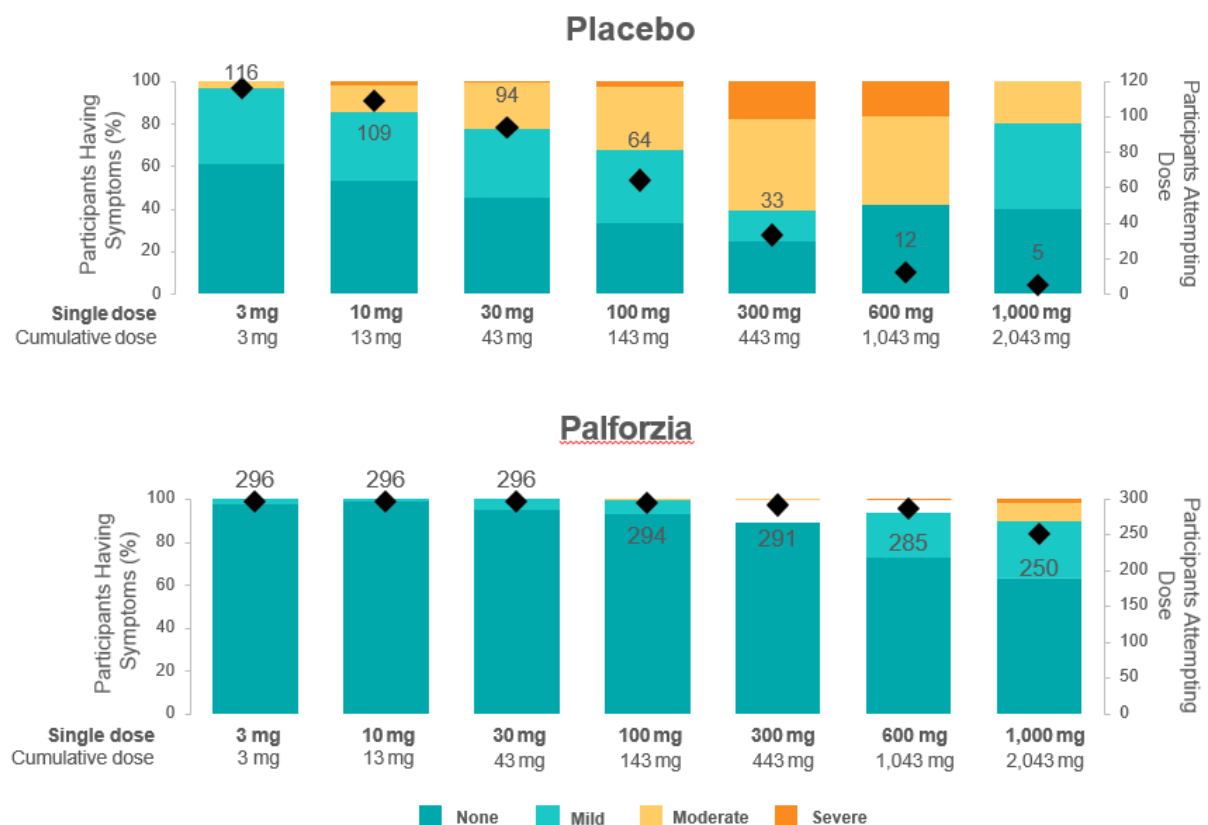 Placebo
Participants Having
Symptoms (%)
100
80
60
40
20
0
116
109
94
64
33
12
5
120
100
80
60
40
20
0
Participants Attempting
Dose
Single dose 3 mg 10 mg 30 mg 100 mg 300 mg 600 mg 1,000 mg
Cumulative dose 3 mg 13 mg 43 mg 143 mg 443 mg 1,043 mg 2,043 mg
Palforzia
Participants Having
Symptoms (%)
100
80
60
40
20
0
296
296
296
294
291
285
250
300
250
200
150
100
50
0
Participants Attempting
Dose
Single dose 3 mg 10 mg 30 mg 100 mg 300 mg 600 mg 1,000 mg
Cumulative dose 3 mg 13 mg 43 mg 143 mg 443 mg 1,043 mg 2,043 mg
None Mild Moderate Severe